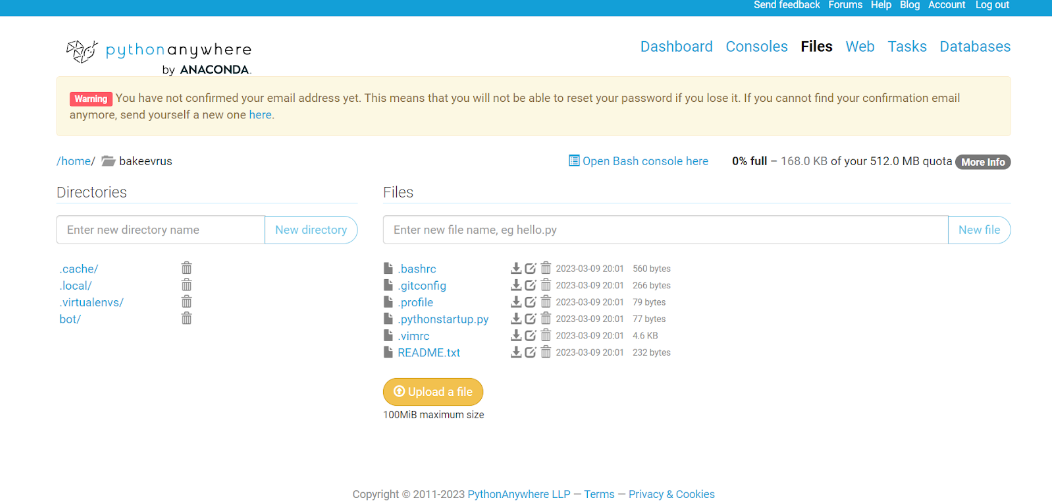 Send feedback Forums Help Blog Account Log out
pythonanywhere
by ANACONDA.
Dashboard Consoles Files Web Tasks Databases
Warning You have not confirmed your email address yet. This means that you will not be able to reset your password if you lose it. If you cannot find your confirmation email
anymore, send yourself a new one here.
/home/ bakeevrus
Open Bash console here
0% full – 168.0 KB of your 512.0 MB quota More Info
Directories
Enter new directory name New directory
.cache/
.local/
.virtualenvs/
bot/
Files
Enter new file name, eg hello.py New file
.bashrc 2023-03-09 20:01 560 bytes
.gitconfig 2023-03-09 20:01 266 bytes
.profile 2023-03-09 20:01 79 bytes
.pythonstartup.py 2023-03-09 20:01 77 bytes
.vimrc 2023-03-09 20:01 4.6 KB
README.txt 2023-03-09 20:01 232 bytes
Upload a file
100MiB maximum size
Copyright © 2011-2023 PythonAnywhere LLP — Terms — Privacy & Cookies